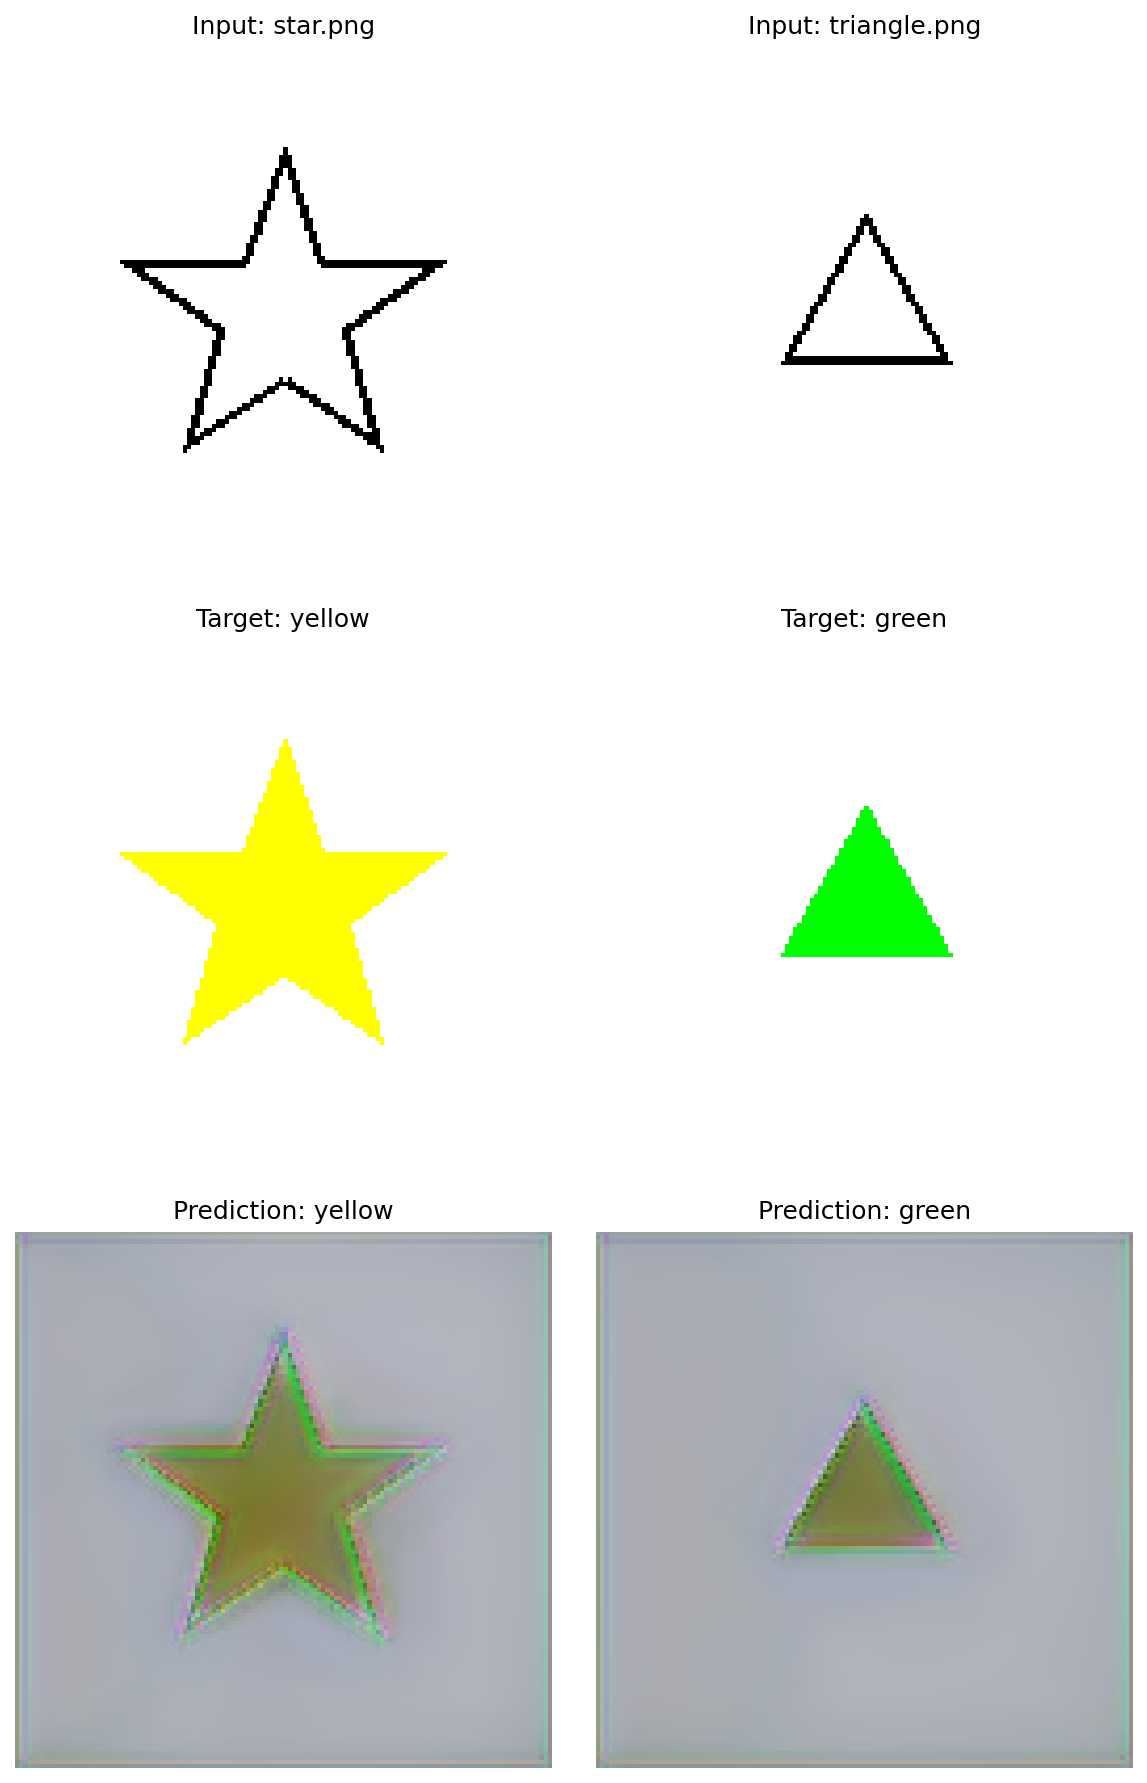 Input: star.png
Input: triangle.png
Target: yellow
Target: green
Prediction: yellow
Prediction: green